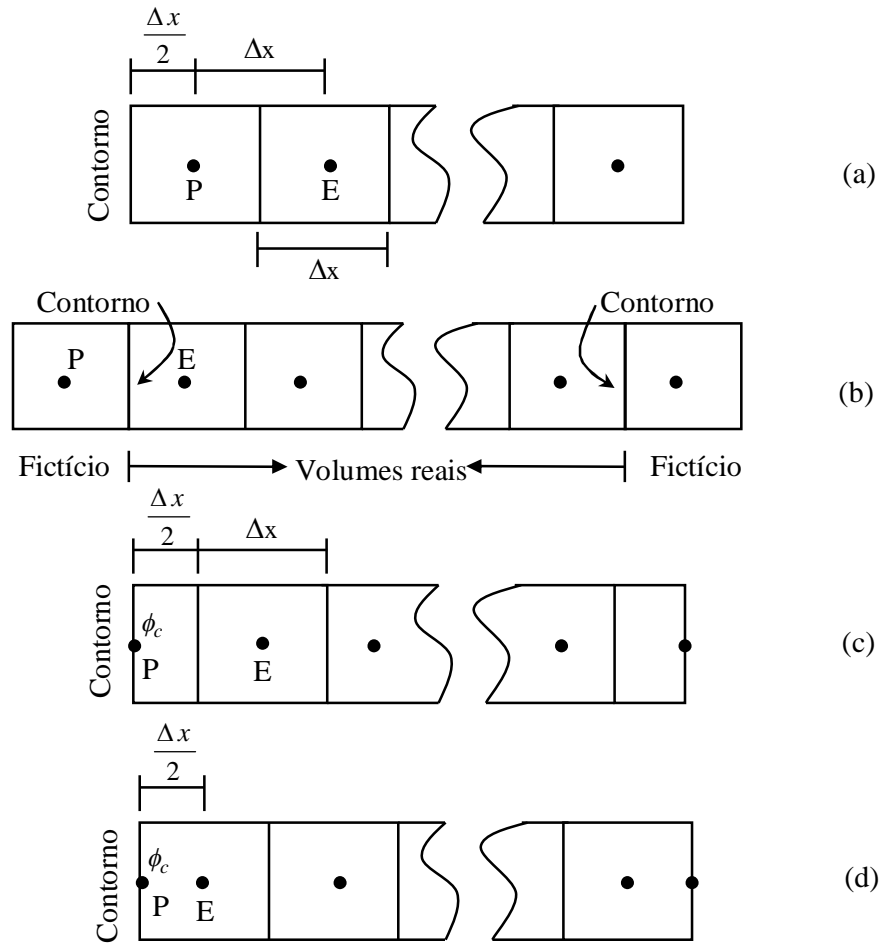 Δx/2
Δx
Contorno
P
E
(a)
Δx
Contorno
Contorno
P
E
(b)
Fictício
Volumes reais
Fictício
Δx/2
Δx
Contorno
ϕc
P
E
(c)
Δx/2
Contorno
ϕc
P
E
(d)